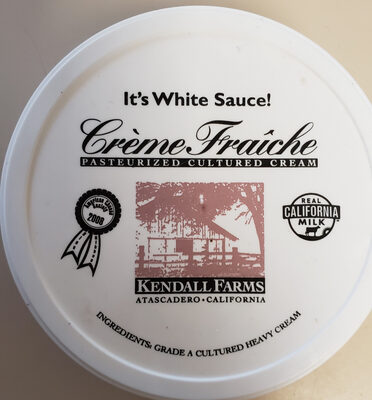 It's White Sauce!
Crème Fraîche
PASTEURIZED CULTURED CREAM
2008
REAL
CALIFORNIA
MILK
KENDALL FARMS
ATASCADERO • CALIFORNIA
INGREDIENTS: GRADE A CULTURED HEAVY CREAM